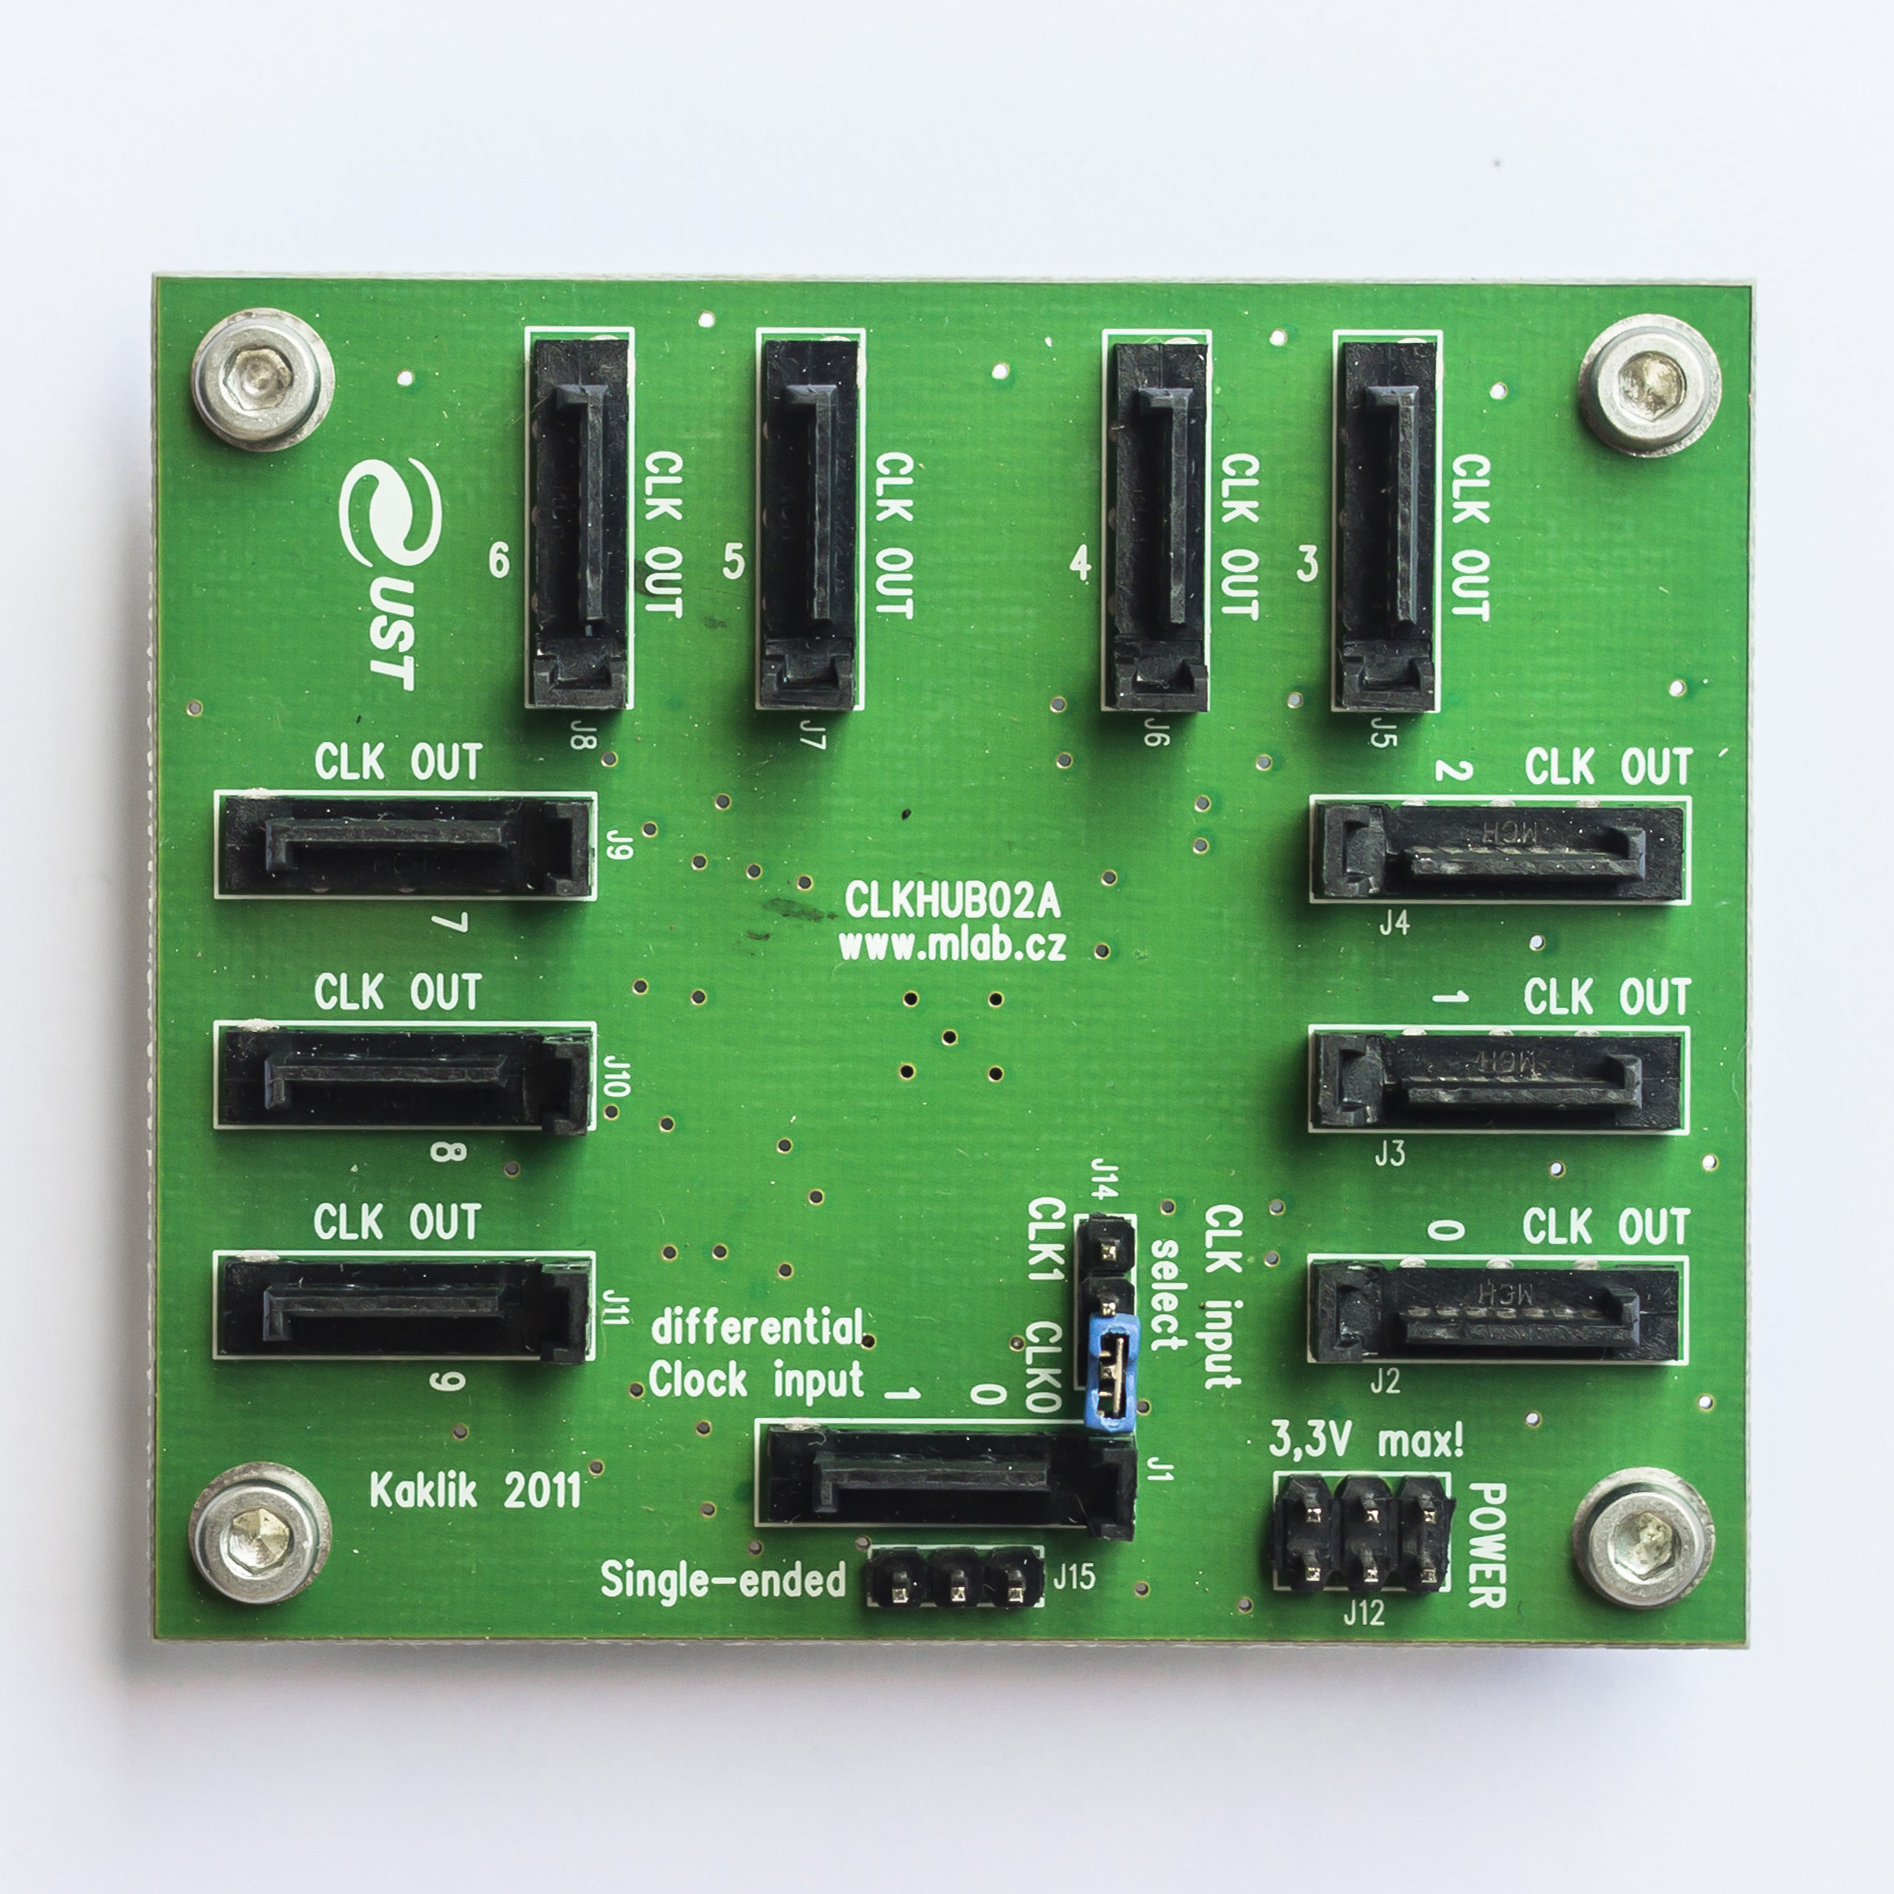 UST
6
CLK OUT
5
CLK OUT
4
CLK OUT
3
CLK OUT
J8
J7
J6
J5
CLK OUT
J9
7
2
CLK OUT
MCH
J4
CLKHUB02A
www.mlab.cz
CLK OUT
J10
8
1
CLK OUT
MCH
J3
CLK OUT
J11
9
0
CLK OUT
MCH
J2
J14
CLK1 CLK0
CLK input
select
differential
Clock input
1
0
J1
Kaklik 2011
3,3V max!
POWER
J12
Single-ended
J15